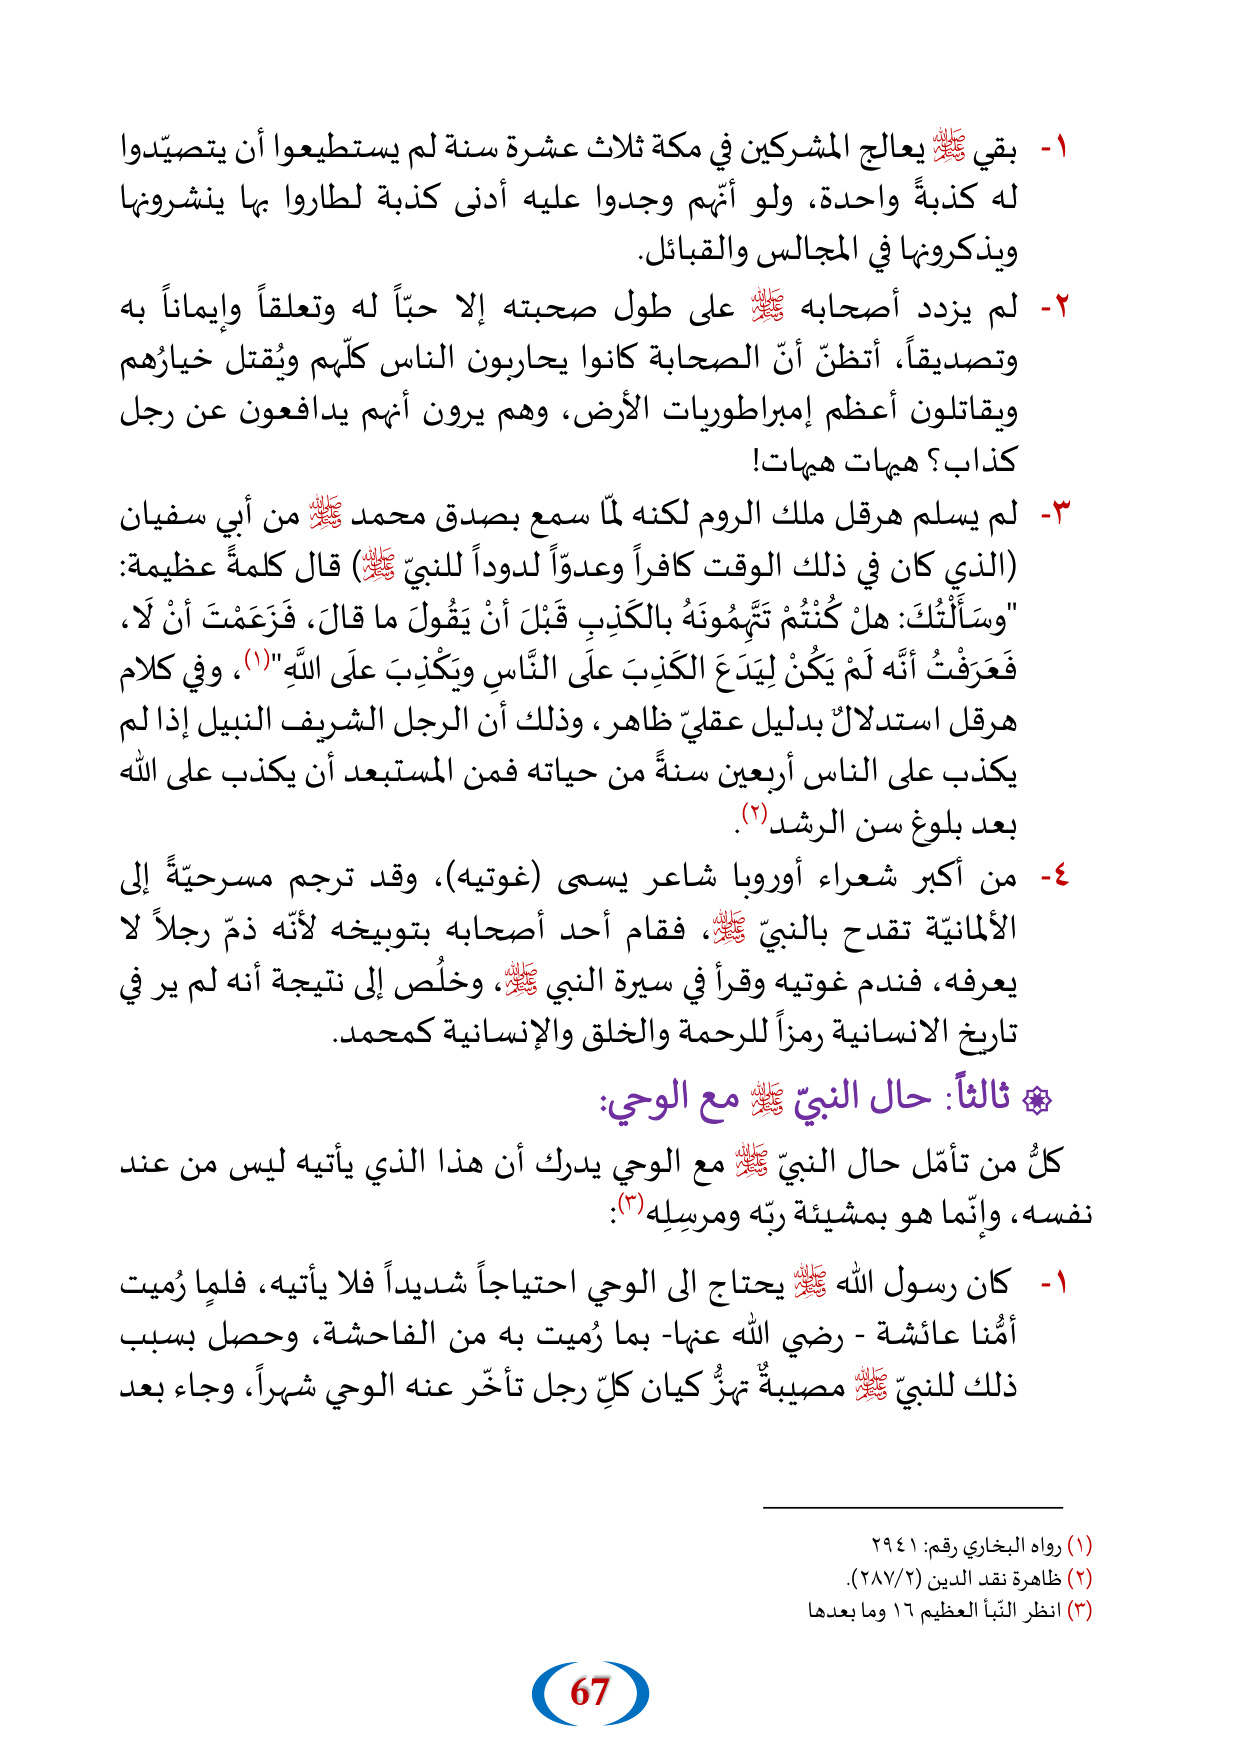 ١- بقي ﷺ يعالج المشركين في مكة ثلاث عشرة سنة لم يستطيعوا أن يتصيّدوا
له كذبةً واحدة، ولو أنّهم وجدوا عليه أدنى كذبة لطاروا بها ينشرونها
ويذكرونها في المجالس والقبائل.
٢- لم يزدد أصحابه ﷺ على طول صحبته إلا حبّاً له وتعلقاً وإيماناً به
وتصديقاً، أتظنّ أنّ الصحابة كانوا يحاربون الناس كلّهم ويُقتل خيارُهم
ويقاتلون أعظم إمبراطوريات الأرض، وهم يرون أنهم يدافعون عن رجل
كذاب؟ هيهات هيهات!
٣- لم يسلم هرقل ملك الروم لكنه لمّا سمع بصدق محمد ﷺ من أبي سفيان
(الذي كان في ذلك الوقت كافراً وعدوّاً لدوداً للنبيّ ﷺ) قال كلمةً عظيمة:
"وسَأَلْتُكَ: هلْ كُنْتُمْ تَتَّهِمُونَهُ بالكَذِبِ قَبْلَ أنْ يَقُولَ ما قالَ، فَزَعَمْتَ أنْ لَا،
فَعَرَفْتُ أنَّه لَمْ يَكُنْ لِيَدَعَ الكَذِبَ علَى النَّاسِ ويَكْذِبَ علَى اللَّهِ"(١)، وفي كلام
هرقل استدلالٌ بدليل عقليّ ظاهر، وذلك أن الرجل الشريف النبيل إذا لم
يكذب على الناس أربعين سنةً من حياته فمن المستبعد أن يكذب على الله
بعد بلوغ سن الرشد(٢).
٤- من أكبر شعراء أوروبا شاعر يسمى (غوتيه)، وقد ترجم مسرحيّةً إلى
الألمانيّة تقدح بالنبيّ ﷺ، فقام أحد أصحابه بتوبيخه لأنّه ذمّ رجلاً لا
يعرفه، فندم غوتيه وقرأ في سيرة النبي ﷺ، وخلُص إلى نتيجة أنه لم ير في
تاريخ الانسانية رمزاً للرحمة والخلق والإنسانية كمحمد.
ثالثاً: حال النبيّ ﷺ مع الوحي:
كلُّ من تأمّل حال النبيّ ﷺ مع الوحي يدرك أن هذا الذي يأتيه ليس من عند
نفسه، وإنّما هو بمشيئة ربّه ومرسِلِه(٣):
١- كان رسول الله ﷺ يحتاج الى الوحي احتياجاً شديداً فلا يأتيه، فلمِا رُميت
أمُّنا عائشة - رضي الله عنها- بما رُميت به من الفاحشة، وحصل بسبب
ذلك للنبيّ ﷺ مصيبةٌ تهزُّ كيان كلِّ رجل تأخّر عنه الوحي شهراً، وجاء بعد
(١) رواه البخاري رقم: ٢٩٤١
(٢) ظاهرة نقد الدين (٢٨٧/٢).
(٣) انظر النّبأ العظيم ١٦ وما بعدها
67